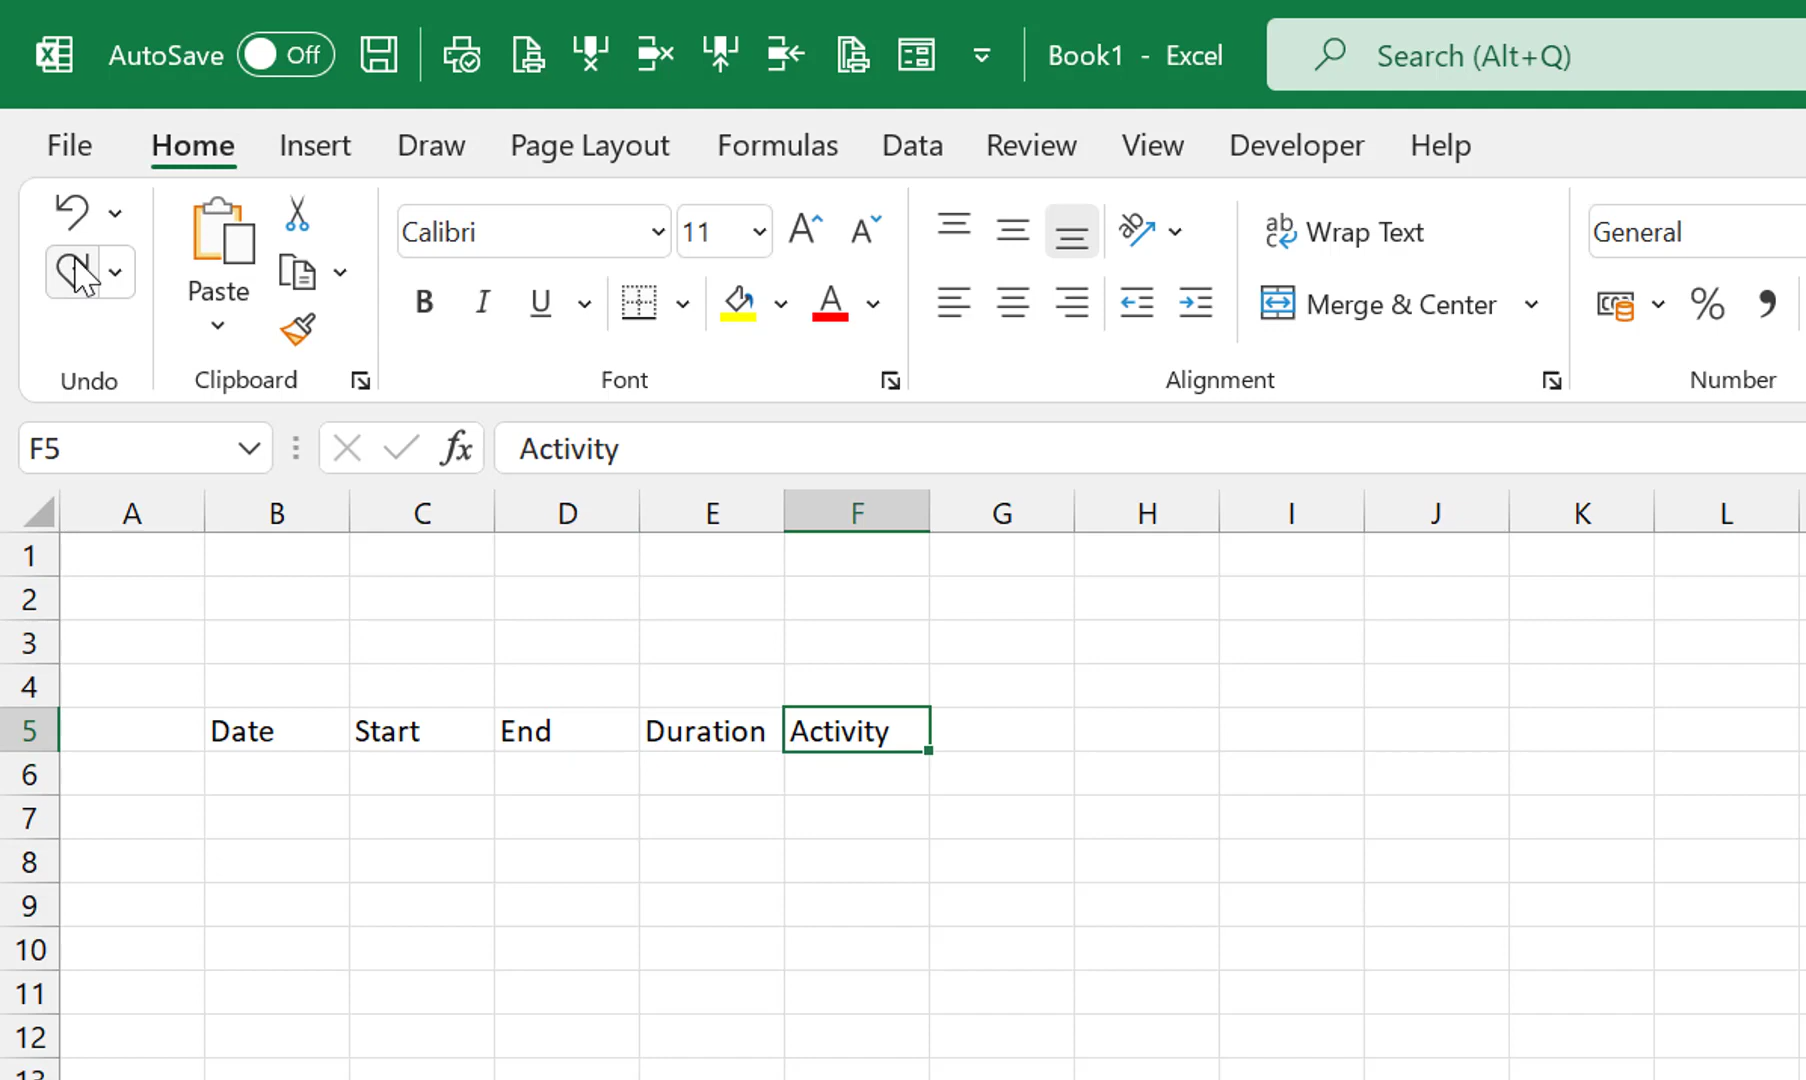 AutoSave Off Book1 - Excel Search (Alt+Q)
File Home Insert Draw Page Layout Formulas Data Review View Developer Help
Paste
Calibri 11
Wrap Text
General
B I U A
Merge & Center
%
Undo Clipboard Font Alignment Number
F5 fx Activity
A B C D E F G H I J K L
1
2
3
4
5 Date Start End Duration Activity
6
7
8
9
10
11
12
13